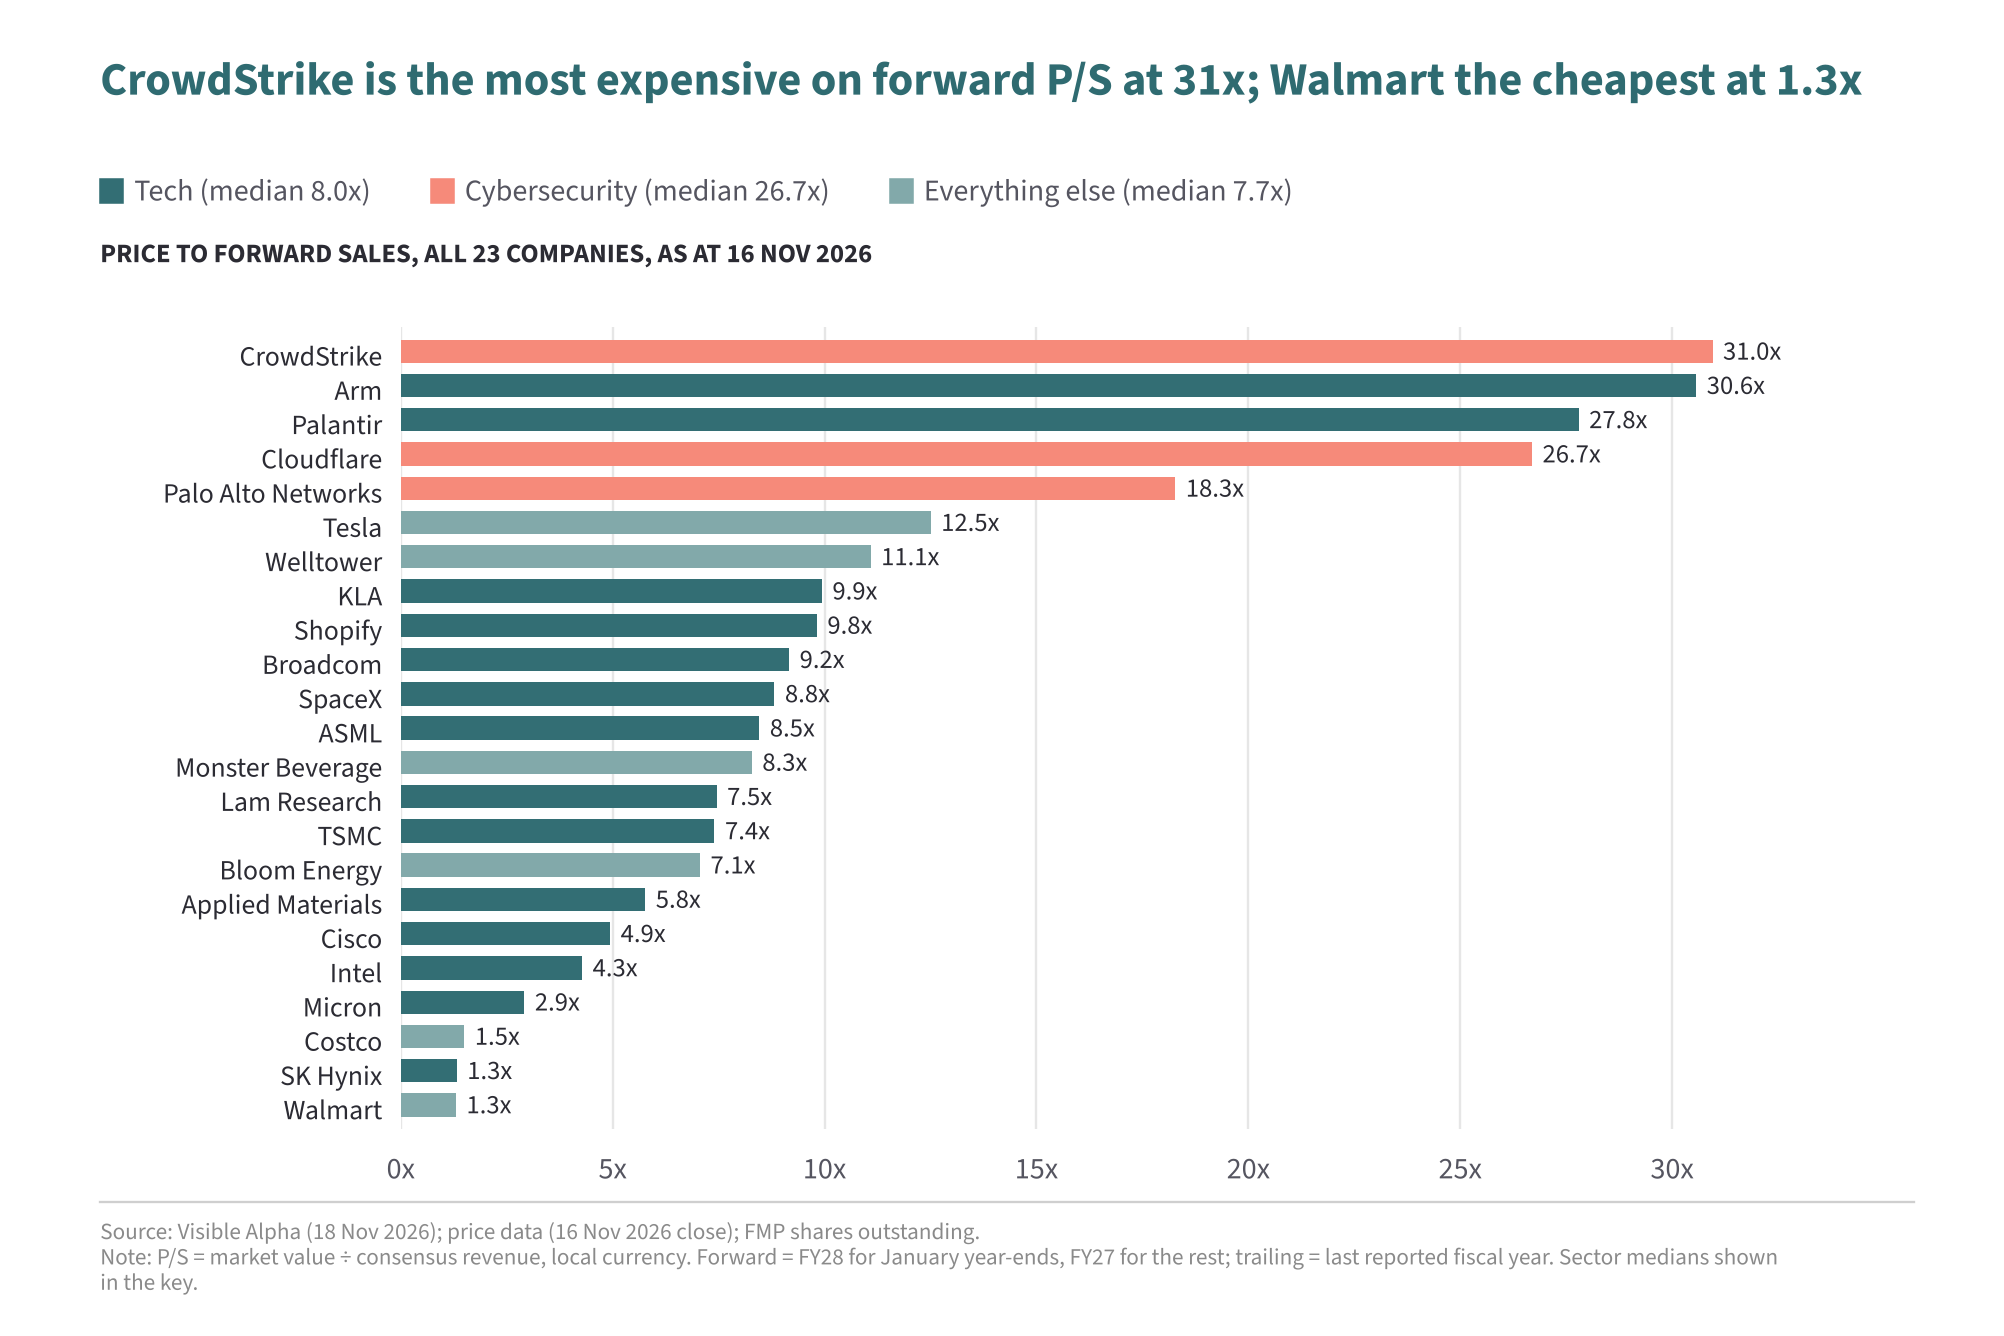 CrowdStrike is the most expensive on forward P/S at 31x; Walmart the cheapest at 1.3x
Tech (median 8.0x)
Cybersecurity (median 26.7x)
Everything else (median 7.7x)
PRICE TO FORWARD SALES, ALL 23 COMPANIES, AS AT 16 NOV 2026
CrowdStrike 31.0x
Arm 30.6x
Palantir 27.8x
Cloudflare 26.7x
Palo Alto Networks 18.3x
Tesla 12.5x
Welltower 11.1x
KLA 9.9x
Shopify 9.8x
Broadcom 9.2x
SpaceX 8.8x
ASML 8.5x
Monster Beverage 8.3x
Lam Research 7.5x
TSMC 7.4x
Bloom Energy 7.1x
Applied Materials 5.8x
Cisco 4.9x
Intel 4.3x
Micron 2.9x
Costco 1.5x
SK Hynix 1.3x
Walmart 1.3x
0x 5x 10x 15x 20x 25x 30x
Source: Visible Alpha (18 Nov 2026); price data (16 Nov 2026 close); FMP shares outstanding.
Note: P/S = market value ÷ consensus revenue, local currency. Forward = FY28 for January year-ends, FY27 for the rest; trailing = last reported fiscal year. Sector medians shown
in the key.